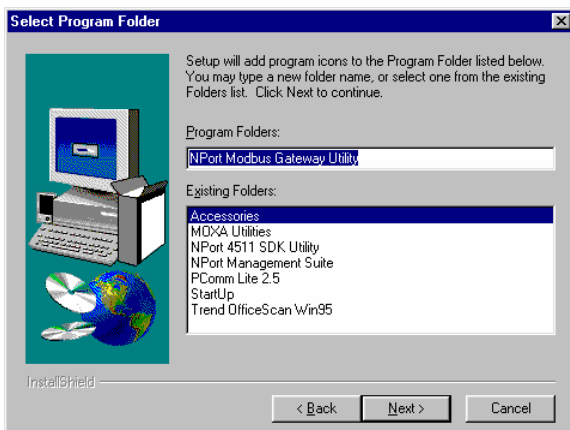 Select Program Folder
Setup will add program icons to the Program Folder listed below.
You may type a new folder name, or select one from the existing
Folders list. Click Next to continue.
Program Folders:
NPort Modbus Gateway Utility
Existing Folders:
Accessories
MOXA Utilities
NPort 4511 SDK Utility
NPort Management Suite
PComm Lite 2.5
StartUp
Trend OfficeScan Win95
InstallShield
< Back
Next >
Cancel